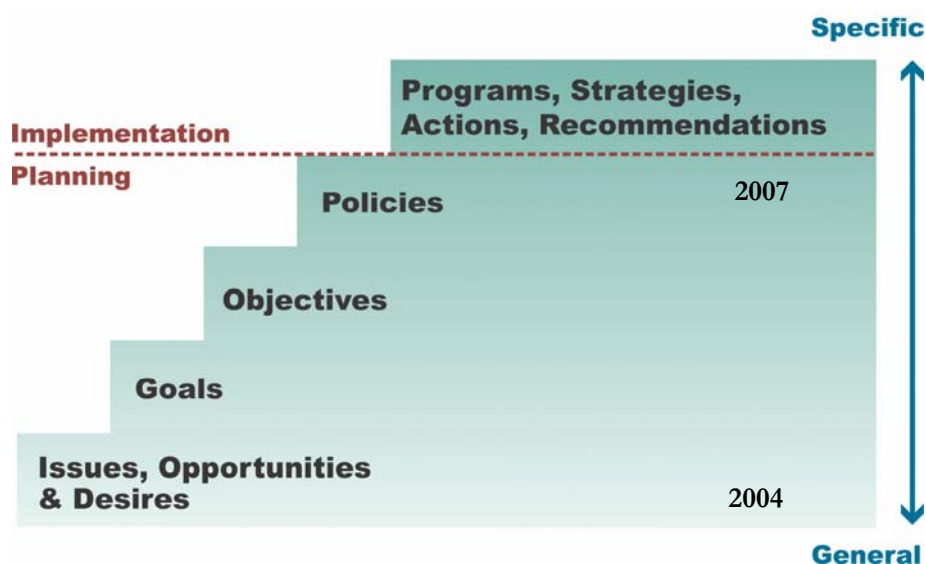 Specific
Programs, Strategies,
Actions, Recommendations
Implementation
Planning
Policies
2007
Objectives
Goals
Issues, Opportunities
& Desires
2004
General